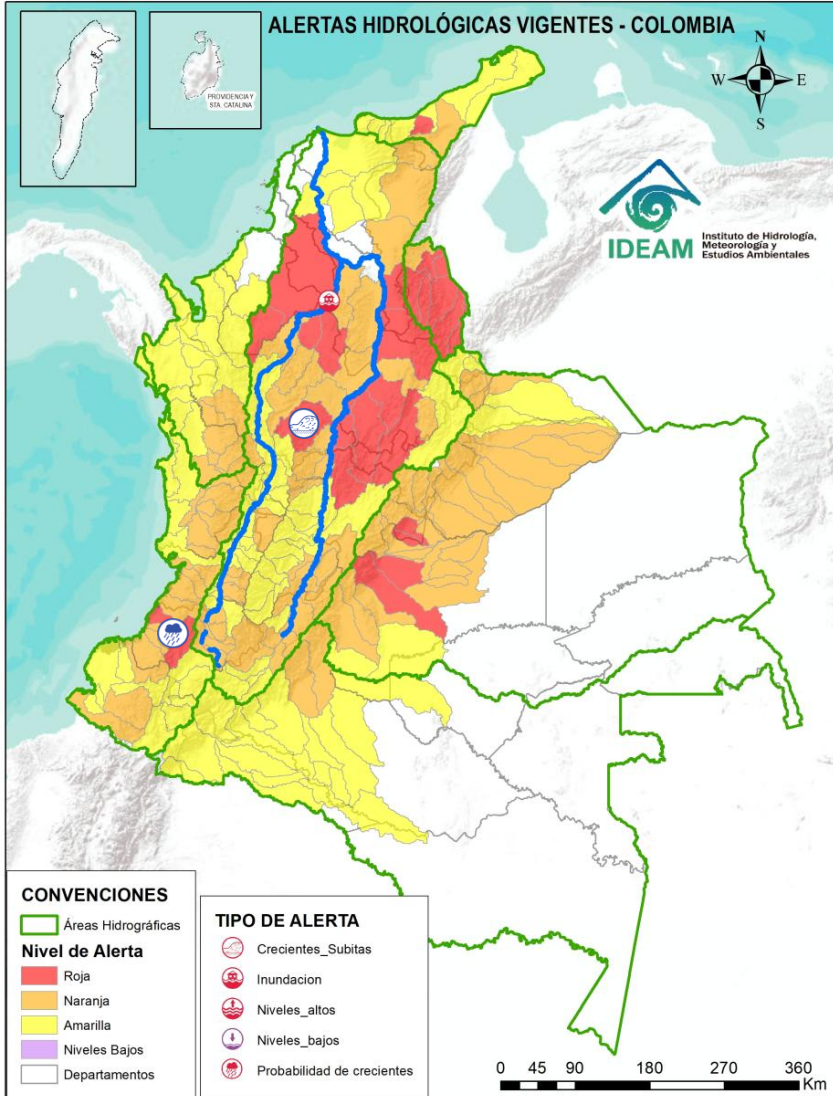 ALERTAS HIDROLÓGICAS VIGENTES - COLOMBIA
PROVIDENCIA Y
STA. CATALINA
N
W
E
S
IDEAM
Instituto de Hidrología,
Meteorología y
Estudios Ambientales
CONVENCIONES
Áreas Hidrográficas
Nivel de Alerta
Roja
Naranja
Amarilla
Niveles Bajos
Departamentos
TIPO DE ALERTA
Crecientes_Subitas
Inundacion
Niveles_altos
Niveles_bajos
Probabilidad de crecientes
0 45 90 180 270 360
Km